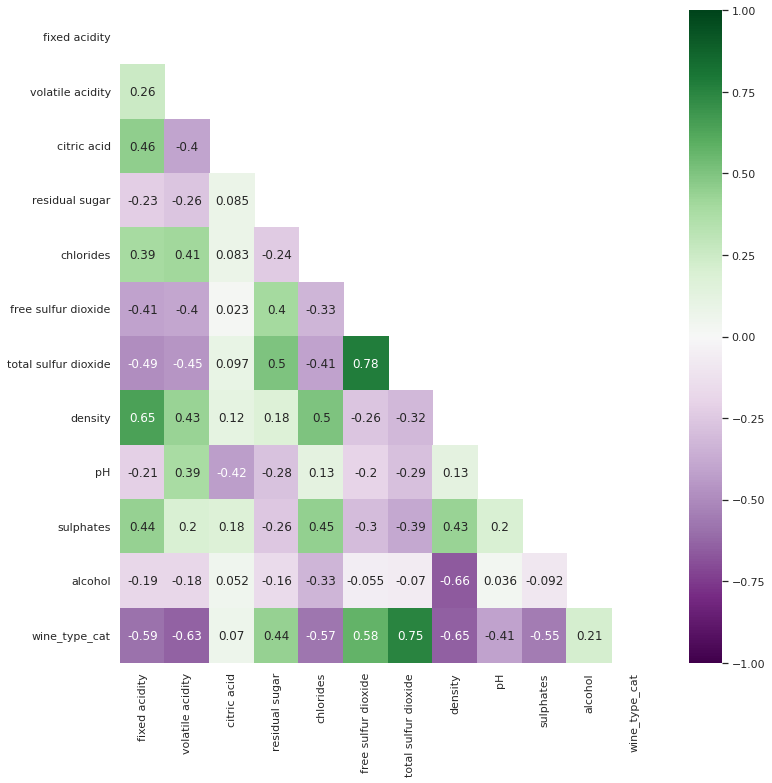 fixed acidity
volatile acidity 0.26
citric acid 0.46 -0.4
residual sugar -0.23 -0.26 0.085
chlorides 0.39 0.41 0.083 -0.24
free sulfur dioxide -0.41 -0.4 0.023 0.4 -0.33
total sulfur dioxide -0.49 -0.45 0.097 0.5 -0.41 0.78
density 0.65 0.43 0.12 0.18 0.5 -0.26 -0.32
pH -0.21 0.39 -0.42 -0.28 0.13 -0.2 -0.29 0.13
sulphates 0.44 0.2 0.18 -0.26 0.45 -0.3 -0.39 0.43 0.2
alcohol -0.19 -0.18 0.052 -0.16 -0.33 -0.055 -0.07 -0.66 0.036 -0.092
wine_type_cat -0.59 -0.63 0.07 0.44 -0.57 0.58 0.75 -0.65 -0.41 -0.55 0.21
fixed acidity
volatile acidity
citric acid
residual sugar
chlorides
free sulfur dioxide
total sulfur dioxide
density
pH
sulphates
alcohol
wine_type_cat
1.00
0.75
0.50
0.25
0.00
−0.25
−0.50
−0.75
−1.00